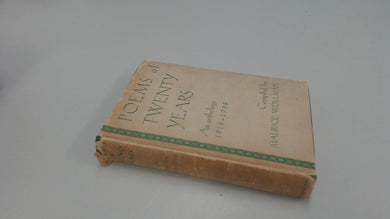 POEMS of
TWENTY
YEARS
An anthology
1918-1938
Compiled by
MAURICE WOLLMAN